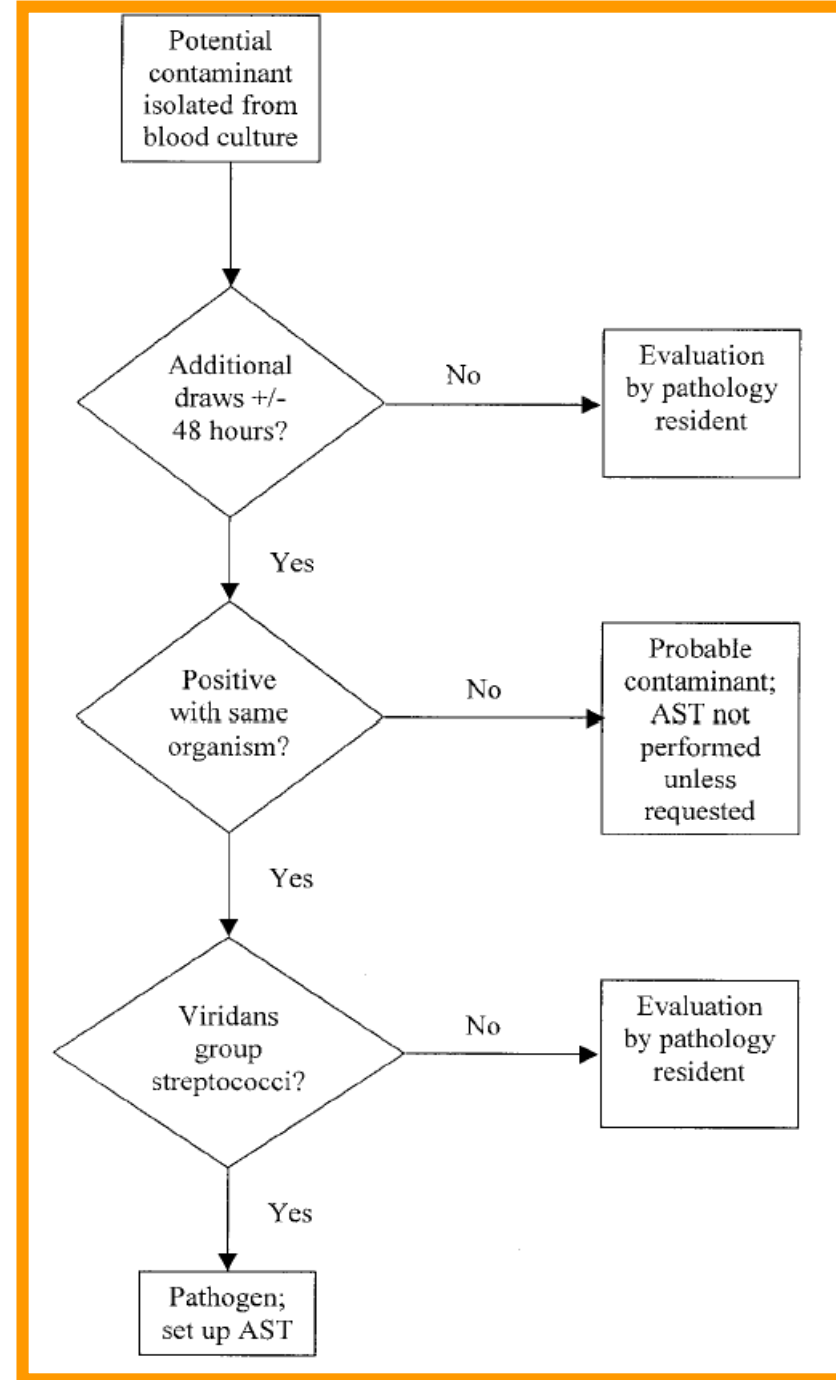 Potential
contaminant
isolated from
blood culture
Additional
draws +/-
48 hours?
No
Evaluation
by pathology
resident
Yes
Positive
with same
organism?
No
Probable
contaminant;
AST not
performed
unless
requested
Yes
Viridans
group
streptococci?
No
Evaluation
by pathology
resident
Yes
Pathogen;
set up AST